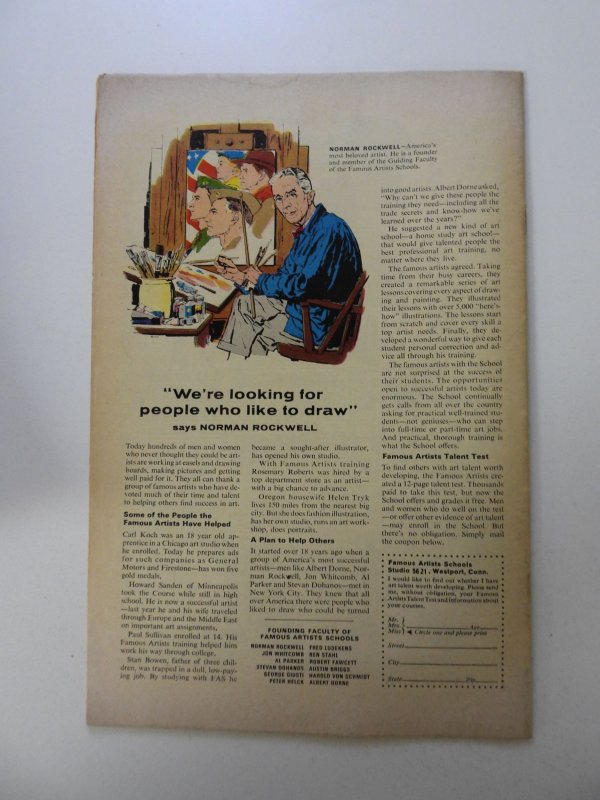 NORMAN ROCKWELL—America's
most beloved artist. He is a founder
and member of the Guiding Faculty
of the Famous Artists Schools.
"We're looking for
people who like to draw"
says NORMAN ROCKWELL
Today hundreds of men and women
who never thought they could be art-
ists are working at easels and drawing
boards, making pictures and getting
well paid for it. They all can thank a
group of famous artists who have de-
voted much of their time and talent
to helping others find success in art.
Some of the People the
Famous Artists Have Helped
Carl Koch was an 18 year old ap-
prentice in a Chicago art studio when
he enrolled. Today he prepares ads
for such companies as General
Motors and Firestone—has won five
gold medals.
Howard Sanden of Minneapolis
took the Course while still in high
school. He is now a successful artist
—last year he and his wife traveled
through Europe and the Middle East
on important art assignments.
Paul Sullivan enrolled at 14. His
Famous Artists training helped him
work his way through college.
Stan Bowen, father of three chil-
dren, was trapped in a dull, low-pay-
ing job. By studying with FAS he
became a sought-after illustrator,
has opened his own studio.
With Famous Artists training
Rosemary Roberts was hired by a
top department store as an artist—
with a big chance to advance.
Oregon housewife Helen Tryk
lives 150 miles from the nearest big
city. But she does fashion illustration,
has her own studio, runs an art work-
shop, does portraits.
A Plan to Help Others
It started over 18 years ago when a
group of America's most successful
artists—men like Albert Dorne, Nor-
man Rockwell, Jon Whitcomb, Al
Parker and Stevan Dohanos—met in
New York City. They knew that all
over America there were people who
liked to draw who could be turned
FOUNDING FACULTY OF
FAMOUS ARTISTS SCHOOLS
NORMAN ROCKWELL FRED LUDEKENS
JON WHITCOMB BEN STAHL
AL PARKER ROBERT FAWCETT
STEVAN DOHANOS AUSTIN BRIGGS
GEORGE GIUSTI HAROLD VON SCHMIDT
PETER HELCK ALBERT DORNE
into good artists. Albert Dorne asked,
"Why can't we give these people the
training they need—including all the
trade secrets and know-how we've
learned over the years?"
He suggested a new kind of art
school—a home study art school—
that would give talented people the
best professional art training, no
matter where they live.
The famous artists agreed. Taking
time from their busy careers, they
created a remarkable series of art
lessons covering every aspect of draw-
ing and painting. They illustrated
their lessons with over 5,000 "here's-
how" illustrations. The lessons start
from scratch and cover every skill a
top artist needs. Finally, they de-
veloped a wonderful way to give each
student personal correction and ad-
vice all through his training.
The famous artists with the School
are not surprised at the success of
their students. The opportunities
open to successful artists today are
enormous. The School continually
gets calls from all over the country
asking for practical well-trained stu-
dents—not geniuses—who can step
into full-time or part-time art jobs.
And practical, thorough training is
what the School offers.
Famous Artists Talent Test
To find others with art talent worth
developing, the Famous Artists cre-
ated a 12-page talent test. Thousands
paid to take this test, but now the
School offers and grades it free. Men
and women who do well on the test
—or offer other evidence of art talent
—may enroll in the School. But
there's no obligation. Simply mail
the coupon below.
Famous Artists Schools
Studio 5621, Westport, Conn.
I would like to find out whether I have
art talent worth developing. Please send
me, without obligation, your Famous
Artists Talent Test and information about
your courses.
Mr.
Mrs. Age
Miss Circle one and please print
Street
City
State Zip